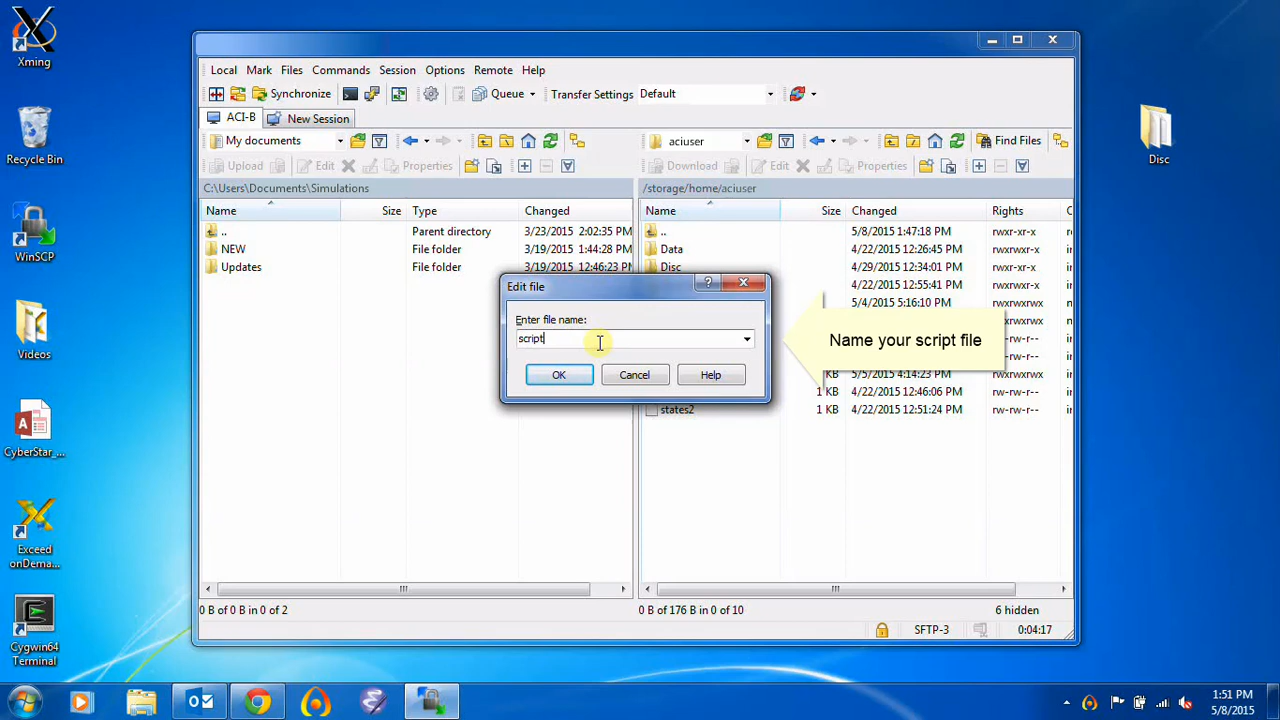 Xming
Recycle Bin
WinSCP
Videos
CyberStar_...
Exceed
onDema...
Cygwin64
Terminal
Disc
Local Mark Files Commands Session Options Remote Help
Synchronize Queue Transfer Settings Default
ACI-B New Session
My documents aciuser Find Files
Upload Edit Properties Download Edit Properties
C:\Users\Documents\Simulations /storage/home/aciuser
Name Size Type Changed Name Size Changed Rights
.. Parent directory 3/23/2015 2:02:35 PM .. 5/8/2015 1:47:18 PM rwxr-xr-x
NEW File folder 3/19/2015 1:44:28 PM Data 4/22/2015 12:26:45 PM rwxrwxr-x
Updates File folder 3/19/2015 12:46:23 PM Disc 4/29/2015 12:34:01 PM rwxr-xr-x
4/22/2015 12:55:41 PM rwxrwxr-x
5/4/2015 5:16:10 PM rwxrwxrwx
rwxrwxrwx
KB 5/5/2015 4:14:23 PM
1 KB 4/22/2015 12:46:06 PM rw-rw-r--
states2 1 KB 4/22/2015 12:51:24 PM rw-rw-r--
Edit file
Enter file name:
script
OK Cancel Help
Name your script file
0 B of 0 B in 0 of 2 0 B of 176 B in 0 of 10 6 hidden
SFTP-3 0:04:17
1:51 PM
5/8/2015